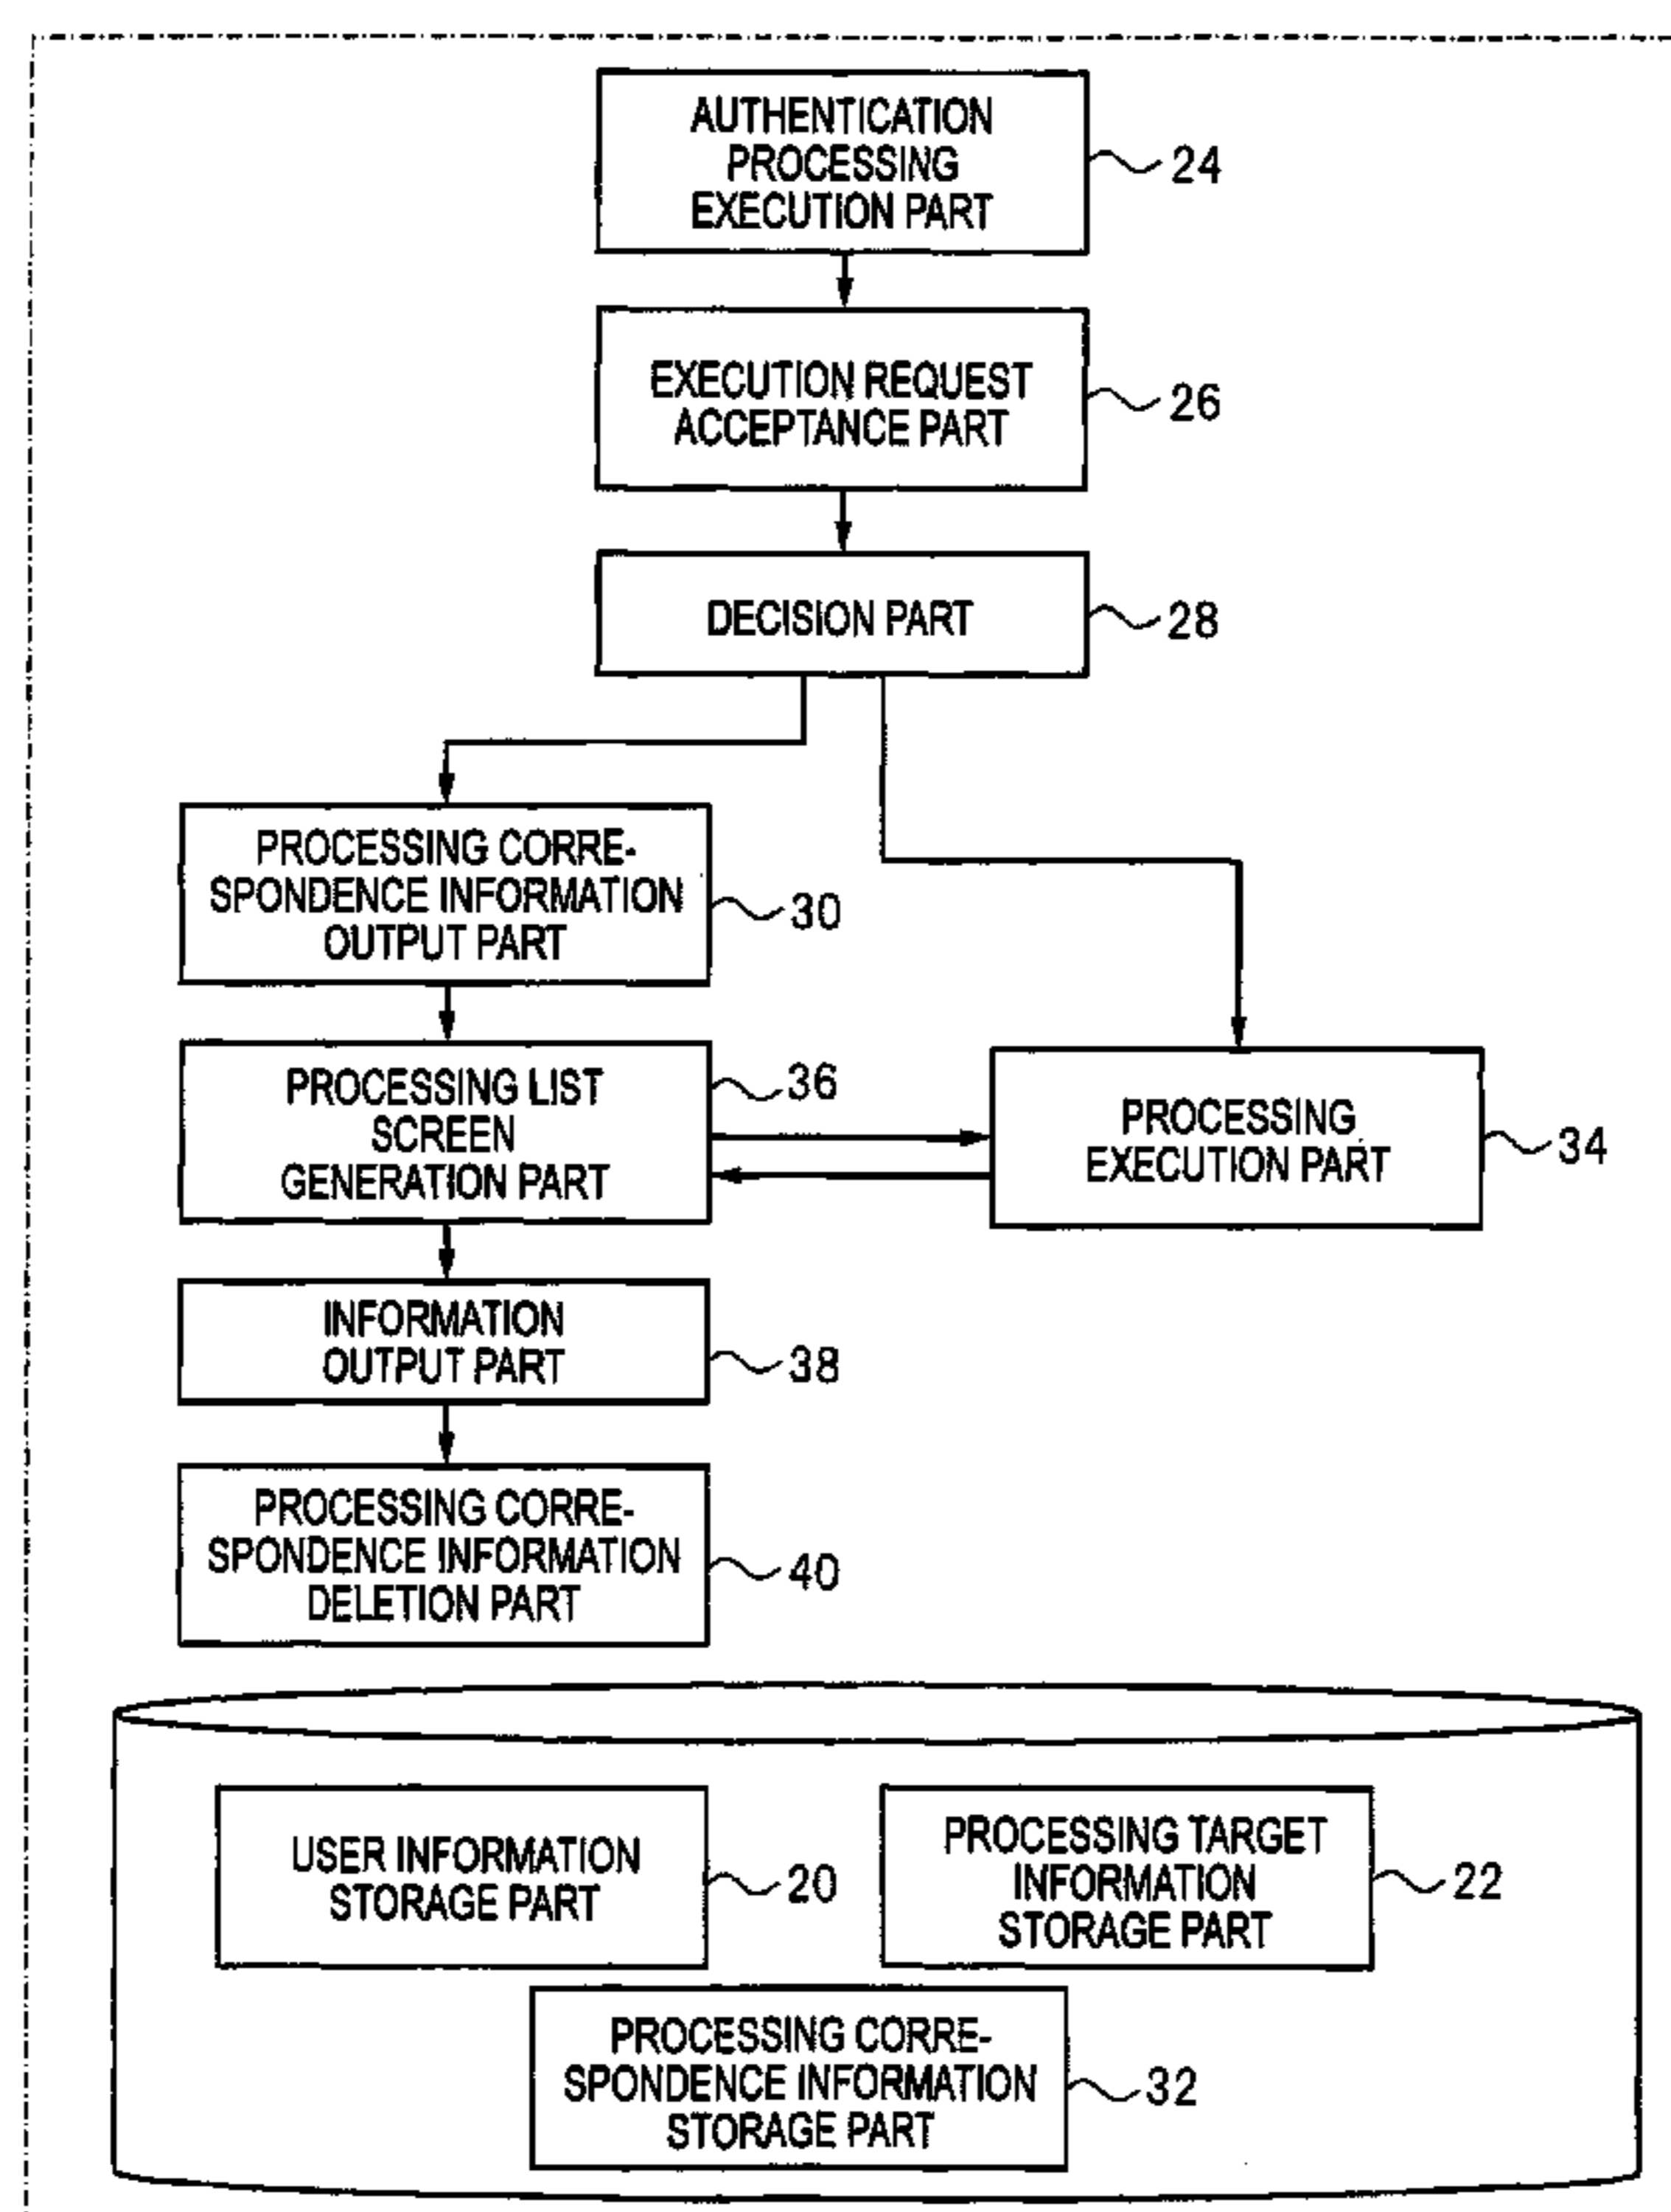 AUTHENTICATION
PROCESSING
EXECUTION PART
24
EXECUTION REQUEST
ACCEPTANCE PART
26
DECISION PART
28
PROCESSING CORRE-
SPONDENCE INFORMATION
OUTPUT PART
30
PROCESSING LIST
SCREEN
GENERATION PART
36
PROCESSING
EXECUTION PART
34
INFORMATION
OUTPUT PART
38
PROCESSING CORRE-
SPONDENCE INFORMATION
DELETION PART
40
USER INFORMATION
STORAGE PART
20
PROCESSING TARGET
INFORMATION
STORAGE PART
22
PROCESSING CORRE-
SPONDENCE INFORMATION
STORAGE PART
32